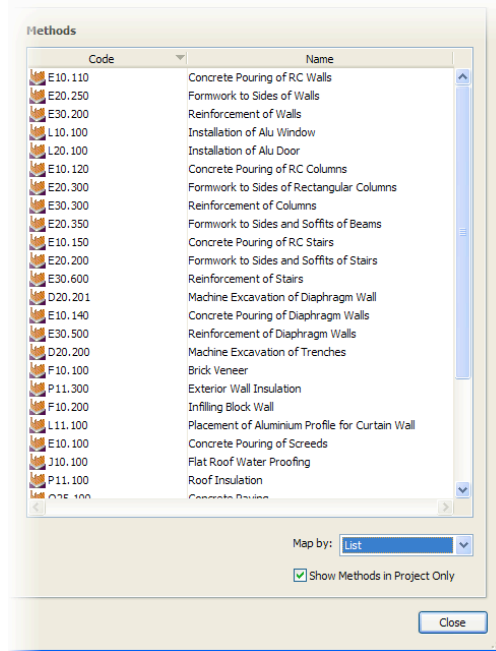 Methods
Code Name
E10.110 Concrete Pouring of RC Walls
E20.250 Formwork to Sides of Walls
E30.200 Reinforcement of Walls
L10.100 Installation of Alu Window
L20.100 Installation of Alu Door
E10.120 Concrete Pouring of RC Columns
E20.300 Formwork to Sides of Rectangular Columns
E30.300 Reinforcement of Columns
E20.350 Formwork to Sides and Soffits of Beams
E10.150 Concrete Pouring of RC Stairs
E20.200 Formwork to Sides and Soffits of Stairs
E30.600 Reinforcement of Stairs
D20.201 Machine Excavation of Diaphragm Wall
E10.140 Concrete Pouring of Diaphragm Walls
E30.500 Reinforcement of Diaphragm Walls
D20.200 Machine Excavation of Trenches
F10.100 Brick Veneer
P11.300 Exterior Wall Insulation
F10.200 Infilling Block Wall
L11.100 Placement of Aluminium Profile for Curtain Wall
E10.100 Concrete Pouring of Screeds
J10.100 Flat Roof Water Proofing
P11.100 Roof Insulation
Q25.100 Concrete Paving
Map by: List
Show Methods in Project Only
Close